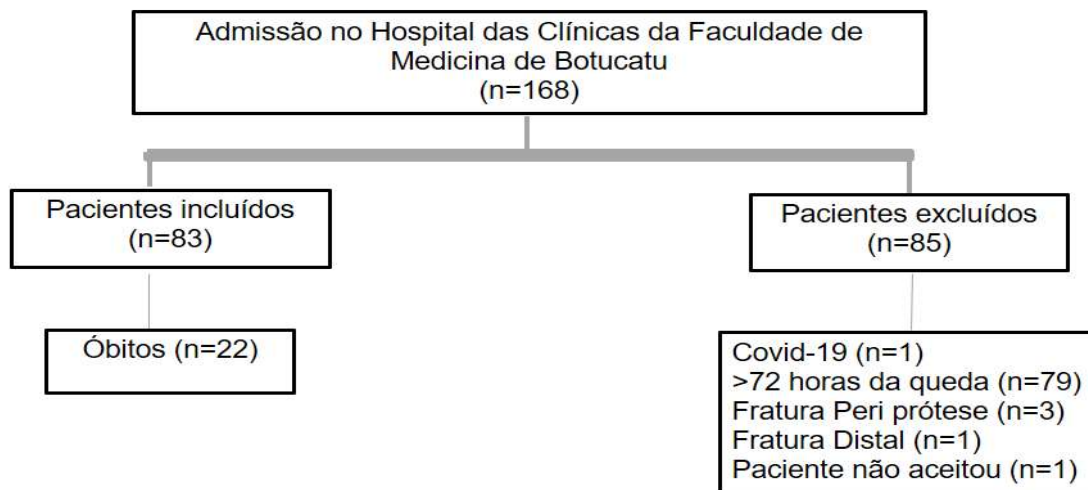 Admissão no Hospital das Clínicas da Faculdade de
Medicina de Botucatu
(n=168)
Pacientes incluídos
(n=83)
Pacientes excluídos
(n=85)
Óbitos (n=22)
Covid-19 (n=1)
>72 horas da queda (n=79)
Fratura Peri prótese (n=3)
Fratura Distal (n=1)
Paciente não aceitou (n=1)